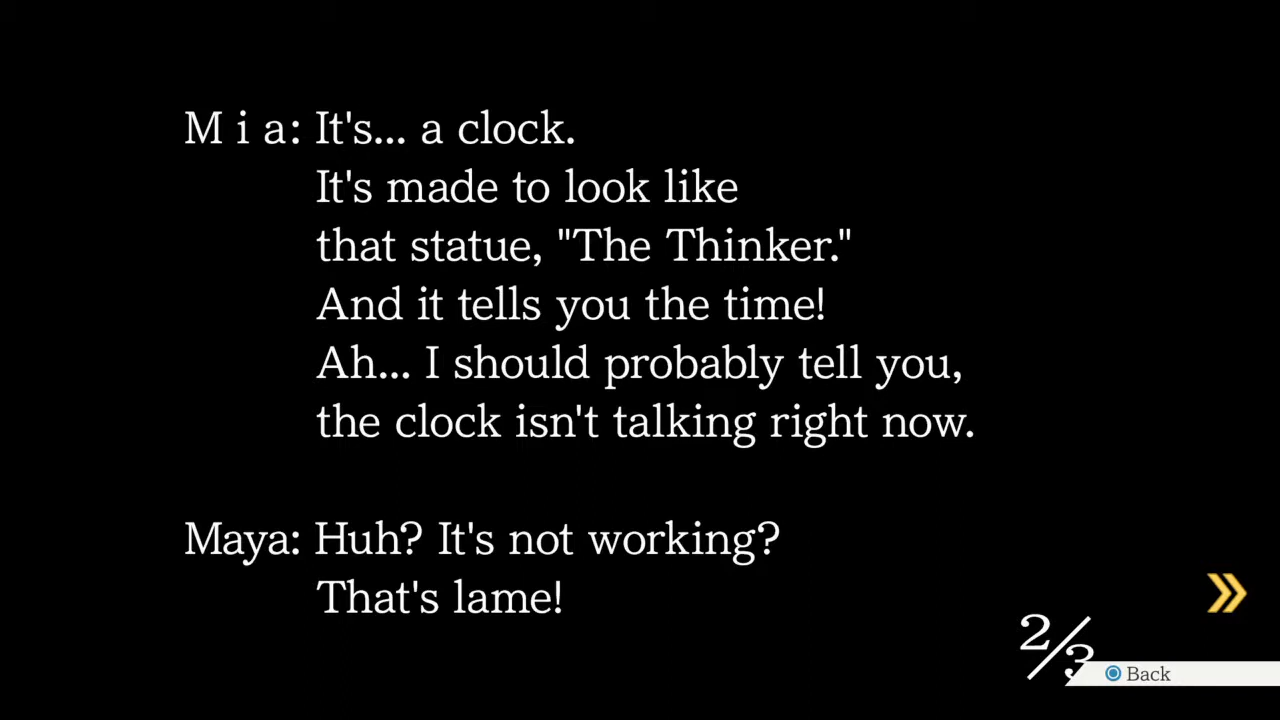 M i a: It's... a clock.
It's made to look like
that statue, "The Thinker."
And it tells you the time!
Ah... I should probably tell you,
the clock isn't talking right now.
Maya: Huh? It's not working?
That's lame!
2/3
Back